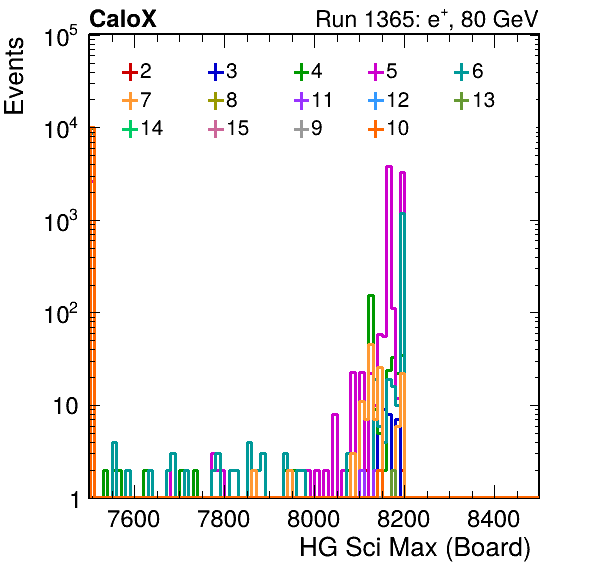 CaloX Run 1365: e⁺, 80 GeV
Events
2 3 4 5 6
7 8 11 12 13
14 15 9 10
10⁵
10⁴
10³
10²
10
1
7600 7800 8000 8200 8400
HG Sci Max (Board)